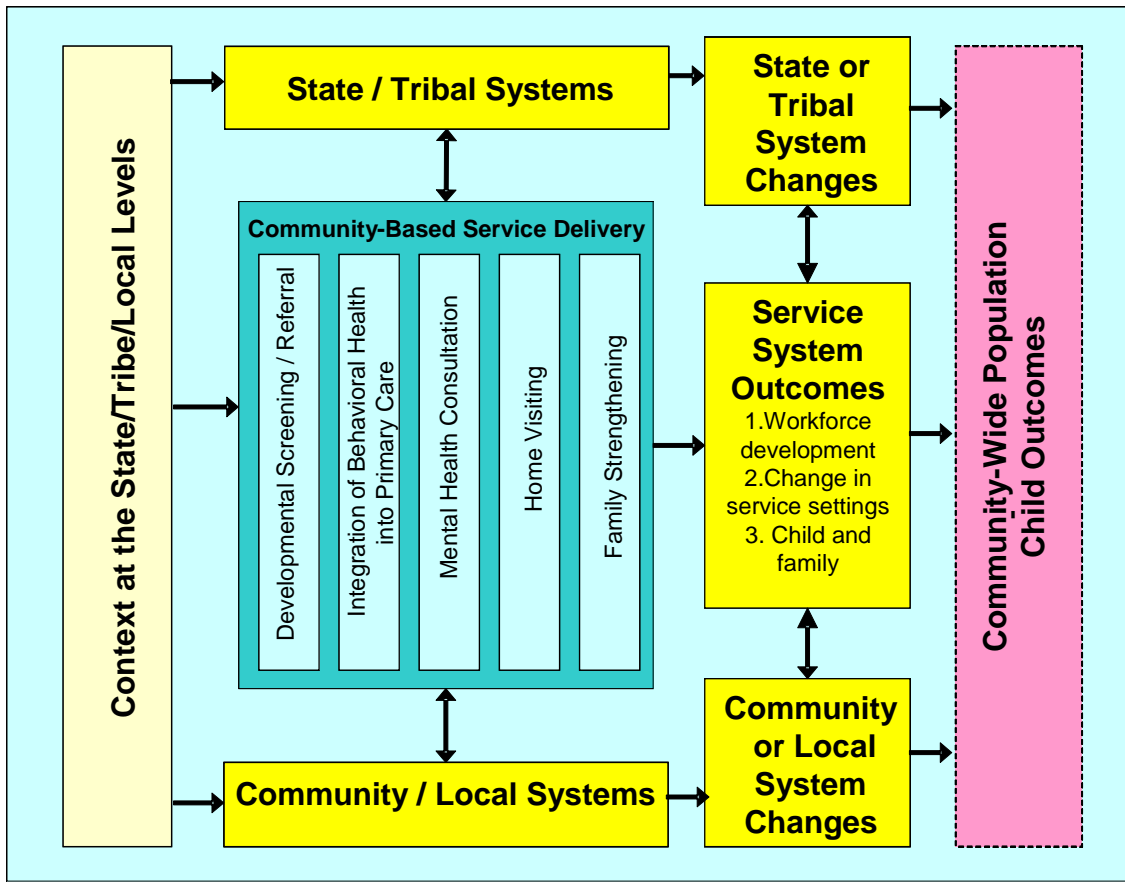 Context at the State/Tribe/Local Levels
State / Tribal Systems
Community-Based Service Delivery
Developmental Screening / Referral
Integration of Behavioral Health
into Primary Care
Mental Health Consultation
Home Visiting
Family Strengthening
Community / Local Systems
State or
Tribal
System
Changes
Service
System
Outcomes
1.Workforce
development
2.Change in
service settings
3. Child and
family
Community
or Local
System
Changes
Community-Wide Population
Child Outcomes